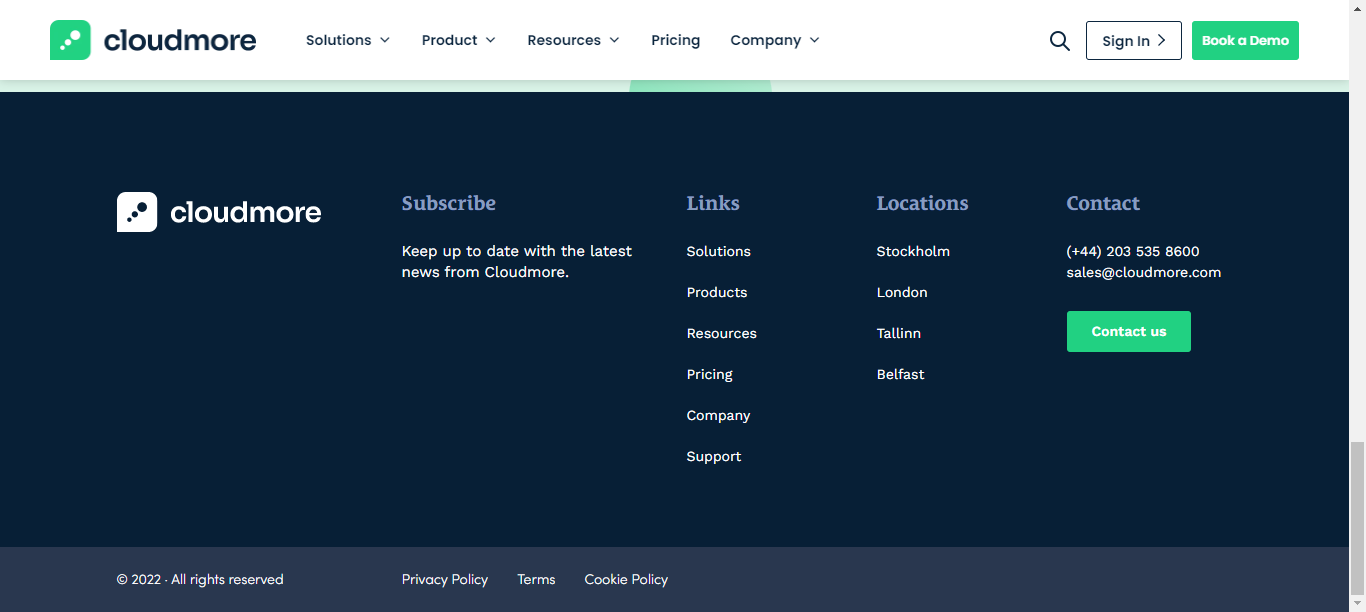 cloudmore
Solutions
Product
Resources
Pricing
Company
Sign In
Book a Demo
cloudmore
Subscribe
Keep up to date with the latest
news from Cloudmore.
Links
Solutions
Products
Resources
Pricing
Company
Support
Locations
Stockholm
London
Tallinn
Belfast
Contact
(+44) 203 535 8600
sales@cloudmore.com
Contact us
© 2022 · All rights reserved
Privacy Policy
Terms
Cookie Policy